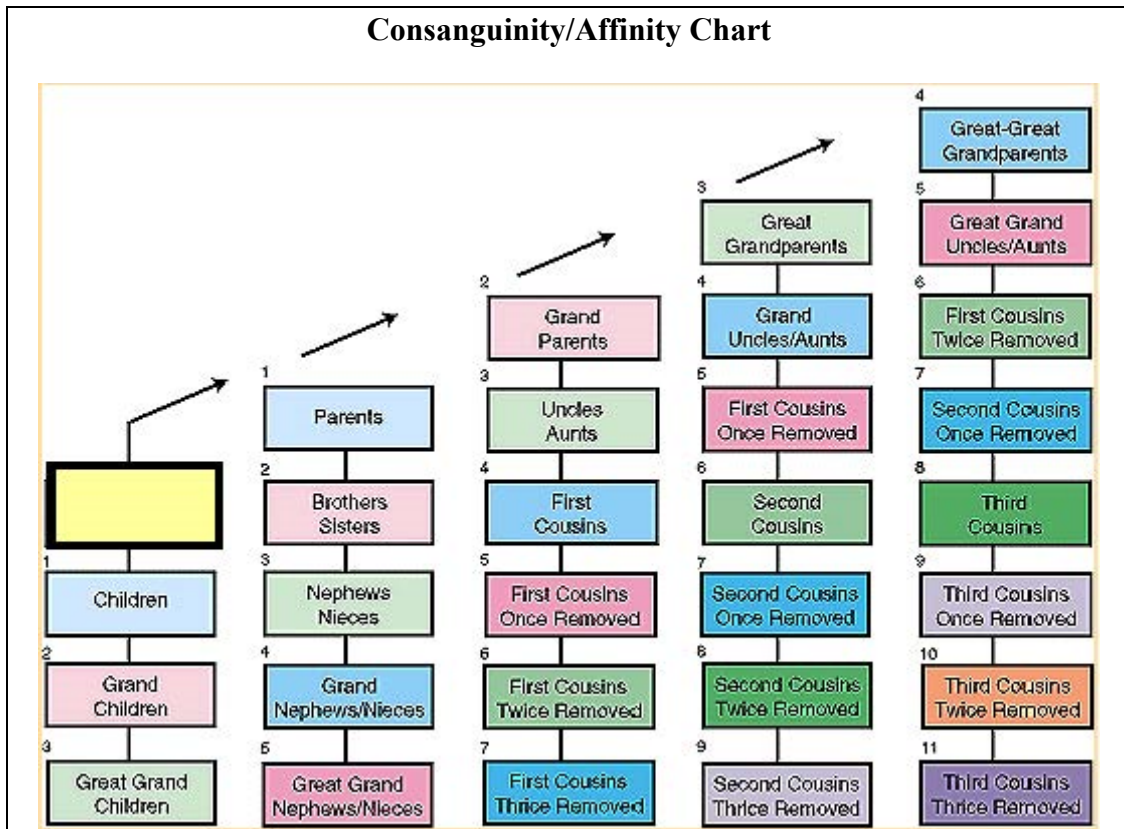 Consanguinity/Affinity Chart
1
Children
2
Grand
Children
3
Great Grand
Children
1
Parents
2
Brothers
Sisters
3
Nephews
Nieces
4
Grand
Nephews/Nieces
5
Great Grand
Nephews/Nieces
2
Grand
Parents
3
Uncles
Aunts
4
First
Cousins
5
First Cousins
Once Removed
6
First Cousins
Twice Removed
7
First Cousins
Thrice Removed
3
Great
Grandparents
4
Grand
Uncles/Aunts
5
First Cousins
Once Removed
6
Second
Cousins
7
Second Cousins
Once Removed
8
Second Cousins
Twice Removed
9
Second Cousins
Thrice Removed
4
Great-Great
Grandparents
5
Great Grand
Uncles/Aunts
6
First Cousins
Twice Removed
7
Second Cousins
Once Removed
8
Third
Cousins
9
Third Cousins
Once Removed
10
Third Cousins
Twice Removed
11
Third Cousins
Thrice Removed